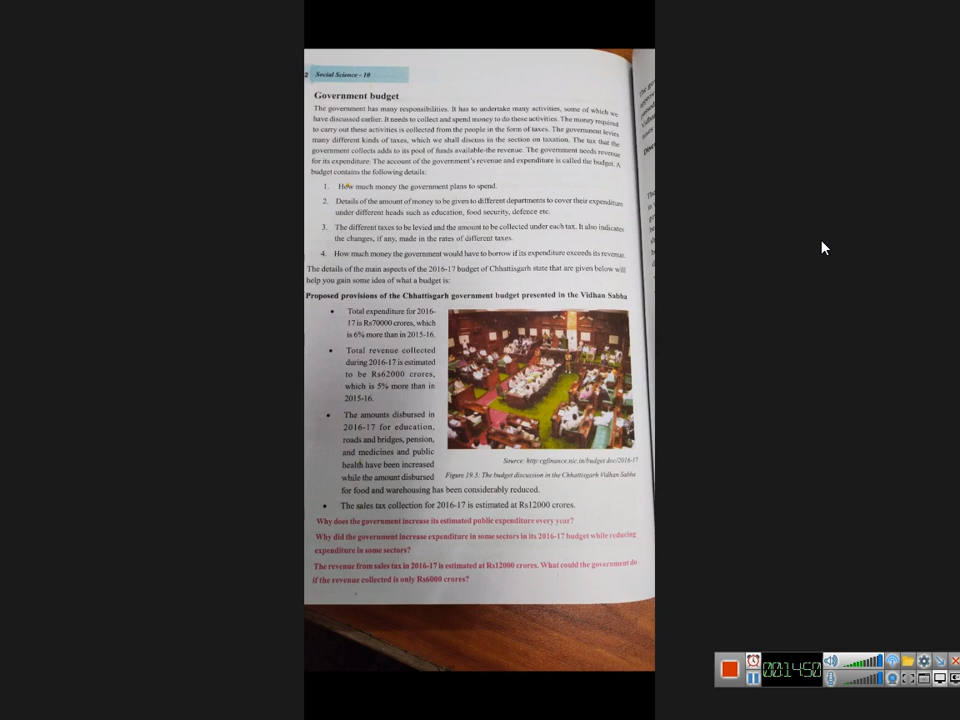 2 Social Science - 10
Government budget
The government has many responsibilities. It has to undertake many activities, some of which we
have discussed earlier. It needs to collect and spend money to do these activities. The money required
to carry out these activities is collected from the people in the form of taxes. The government levies
many different kinds of taxes, which we shall discuss in the section on taxation. The tax that the
government collects adds to its pool of funds available-the revenue. The government needs revenue
for its expenditure. The account of the government's revenue and expenditure is called the budget. A
budget contains the following details:
1. How much money the government plans to spend.
2. Details of the amount of money to be given to different departments to cover their expenditure
under different heads such as education, food security, defence etc.
3. The different taxes to be levied and the amount to be collected under each tax. It also indicates
the changes, if any, made in the rates of different taxes.
4. How much money the government would have to borrow if its expenditure exceeds its revenue.
The details of the main aspects of the 2016-17 budget of Chhattisgarh state that are given below will
help you gain some idea of what a budget is:
Proposed provisions of the Chhattisgarh government budget presented in the Vidhan Sabha
• Total expenditure for 2016-
17 is Rs70000 crores, which
is 6% more than in 2015-16.
• Total revenue collected
during 2016-17 is estimated
to be Rs62000 crores,
which is 5% more than in
2015-16.
• The amounts disbursed in
2016-17 for education,
roads and bridges, pension,
and medicines and public
health have been increased
while the amount disbursed
for food and warehousing has been considerably reduced.
Source: http:cgfinance.nic.in/budget doc/2016-17
Figure 19.5: The budget discussion in the Chhattisgarh Vidhan Sabha
• The sales tax collection for 2016-17 is estimated at Rs12000 crores.
Why does the government increase its estimated public expenditure every year?
Why did the government increase expenditure in some sectors in its 2016-17 budget while reducing
expenditure in some sectors?
The revenue from sales tax in 2016-17 is estimated at Rs12000 crores. What could the government do
if the revenue collected is only Rs6000 crores?
00:14:50